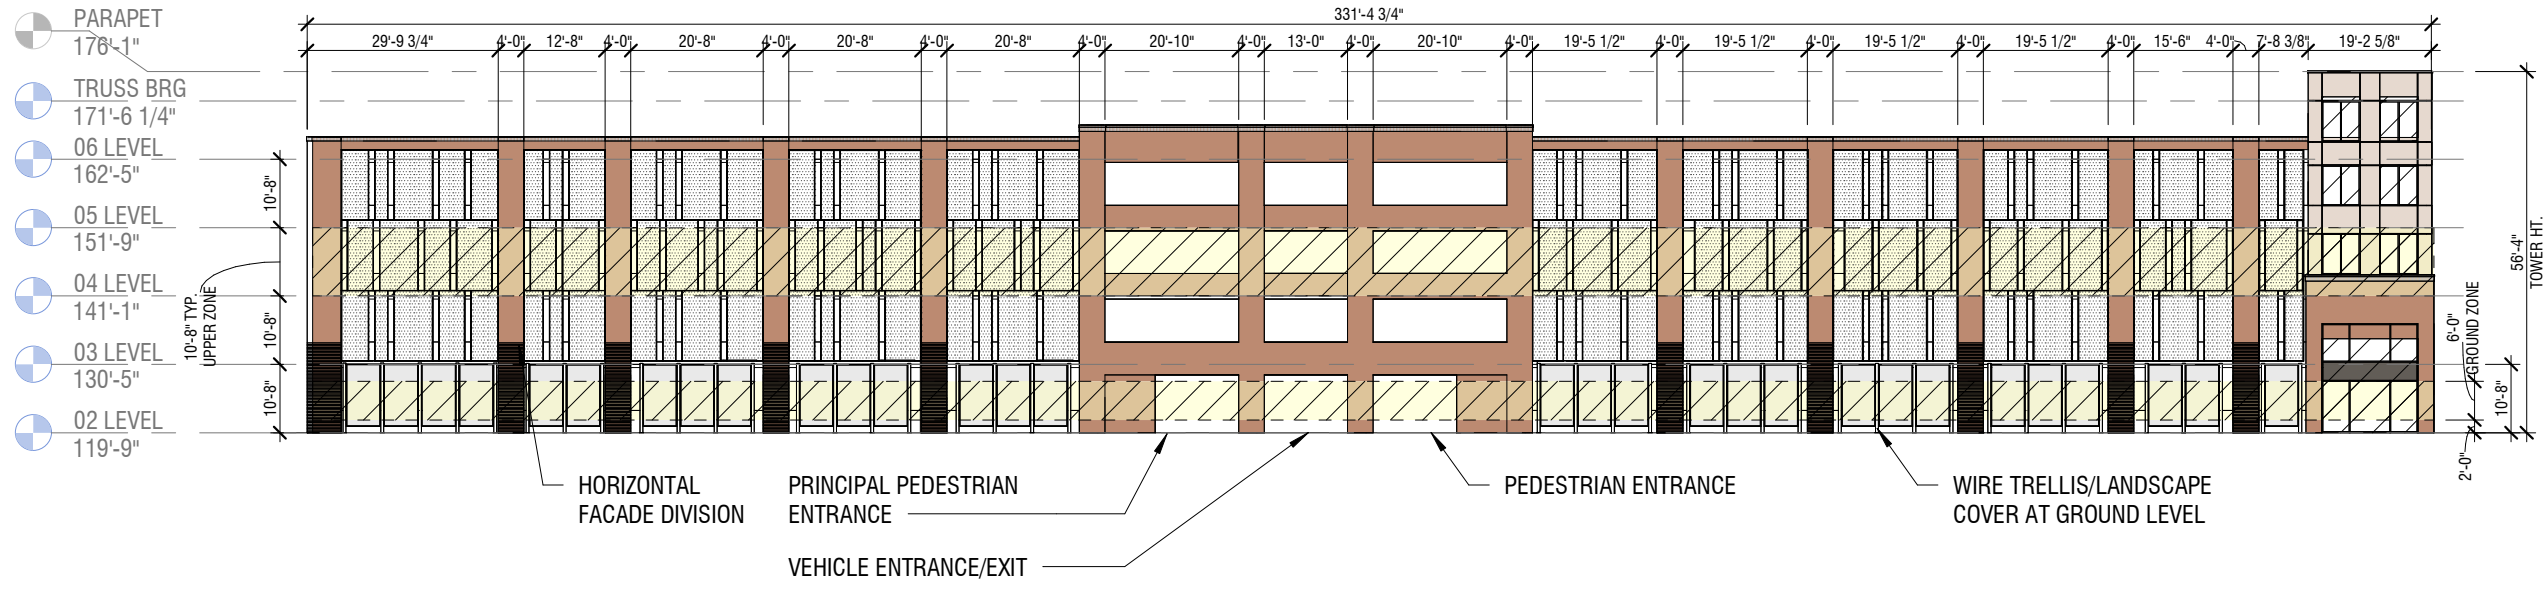 PARAPET
176'-1"
TRUSS BRG
171'-6 1/4"
06 LEVEL
162'-5"
05 LEVEL
151'-9"
04 LEVEL
141'-1"
03 LEVEL
130'-5"
02 LEVEL
119'-9"
331'-4 3/4"
29'-9 3/4" 4'-0" 12'-8" 4'-0" 20'-8" 4'-0" 20'-8" 4'-0" 20'-8" 4'-0" 20'-10" 4'-0" 13'-0" 4'-0" 20'-10" 4'-0" 19'-5 1/2" 4'-0" 19'-5 1/2" 4'-0" 19'-5 1/2" 4'-0" 19'-5 1/2" 4'-0" 15'-6" 4'-0" 7'-8 3/8" 19'-2 5/8"
10'-8"
10'-8"
10'-8"
10'-8" TYP.
UPPER ZONE
56'-4"
TOWER HT.
6'-0"
GROUND ZONE
10'-8"
2'-0"
HORIZONTAL
FACADE DIVISION
PRINCIPAL PEDESTRIAN
ENTRANCE
VEHICLE ENTRANCE/EXIT
PEDESTRIAN ENTRANCE
WIRE TRELLIS/LANDSCAPE
COVER AT GROUND LEVEL